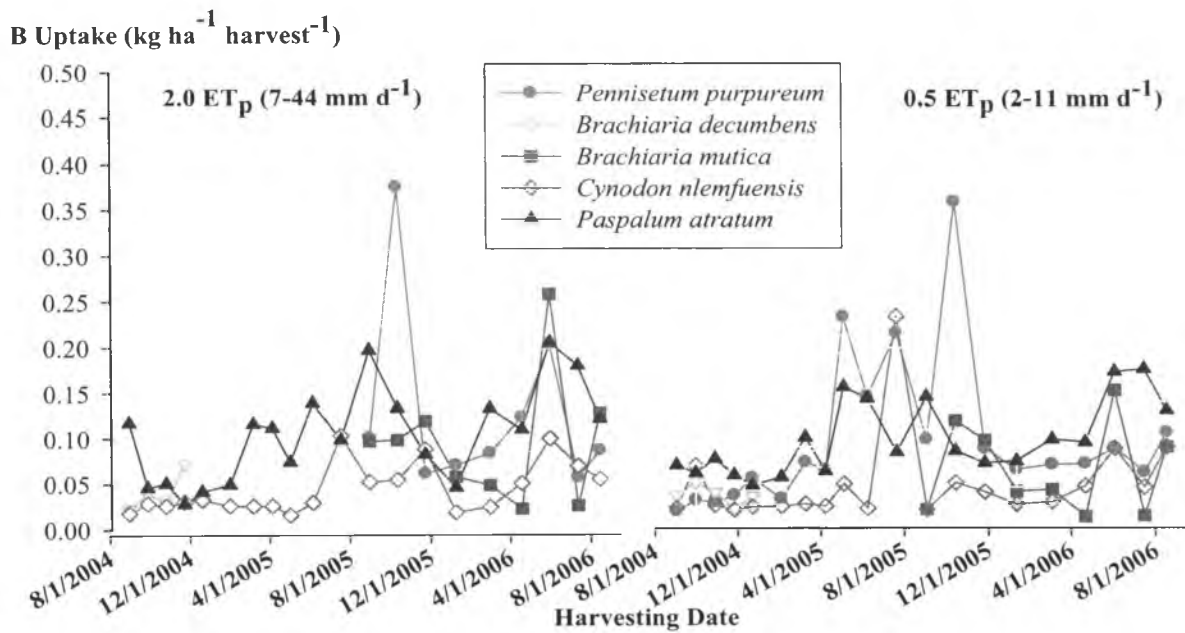 B Uptake (kg ha⁻¹ harvest⁻¹)
0.50
0.45
0.40
0.35
0.30
0.25
0.20
0.15
0.10
0.05
0.00
2.0 ETp (7-44 mm d⁻¹)
Pennisetum purpureum
Brachiaria decumbens
Brachiaria mutica
Cynodon nlemfuensis
Paspalum atratum
0.5 ETp (2-11 mm d⁻¹)
8/1/2004
12/1/2004
4/1/2005
8/1/2005
12/1/2005
4/1/2006
8/1/2006
8/1/2004
12/1/2004
4/1/2005
8/1/2005
12/1/2005
4/1/2006
8/1/2006
Harvesting Date